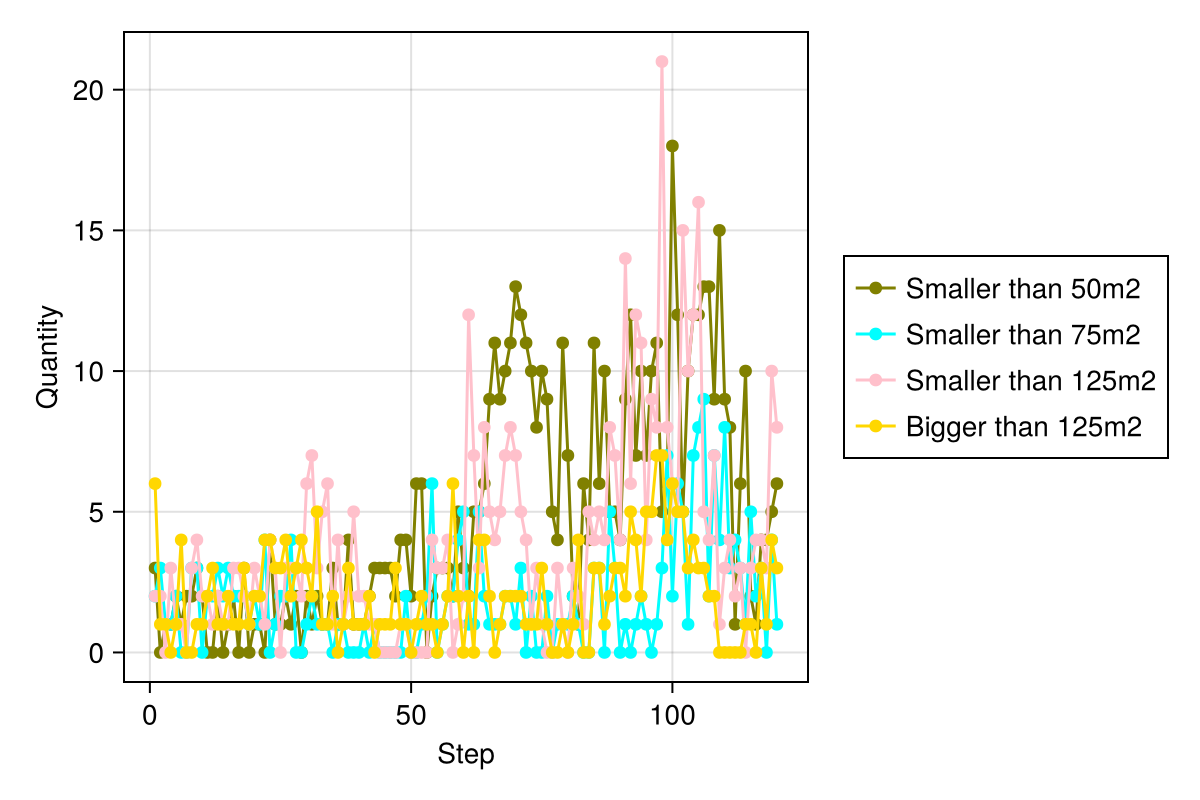 20
15
10
5
0
Quantity
0 50 100
Step
Smaller than 50m2
Smaller than 75m2
Smaller than 125m2
Bigger than 125m2